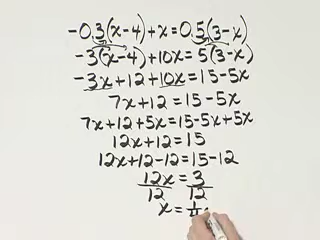 -0.3(x-4)+x=0.5(3-x)
-3(x-4)+10x=5(3-x)
-3x+12+10x=15-5x
7x+12=15-5x
7x+12+5x=15-5x+5x
12x+12=15
12x+12-12=15-12
12x/12=3/12
x=1/4